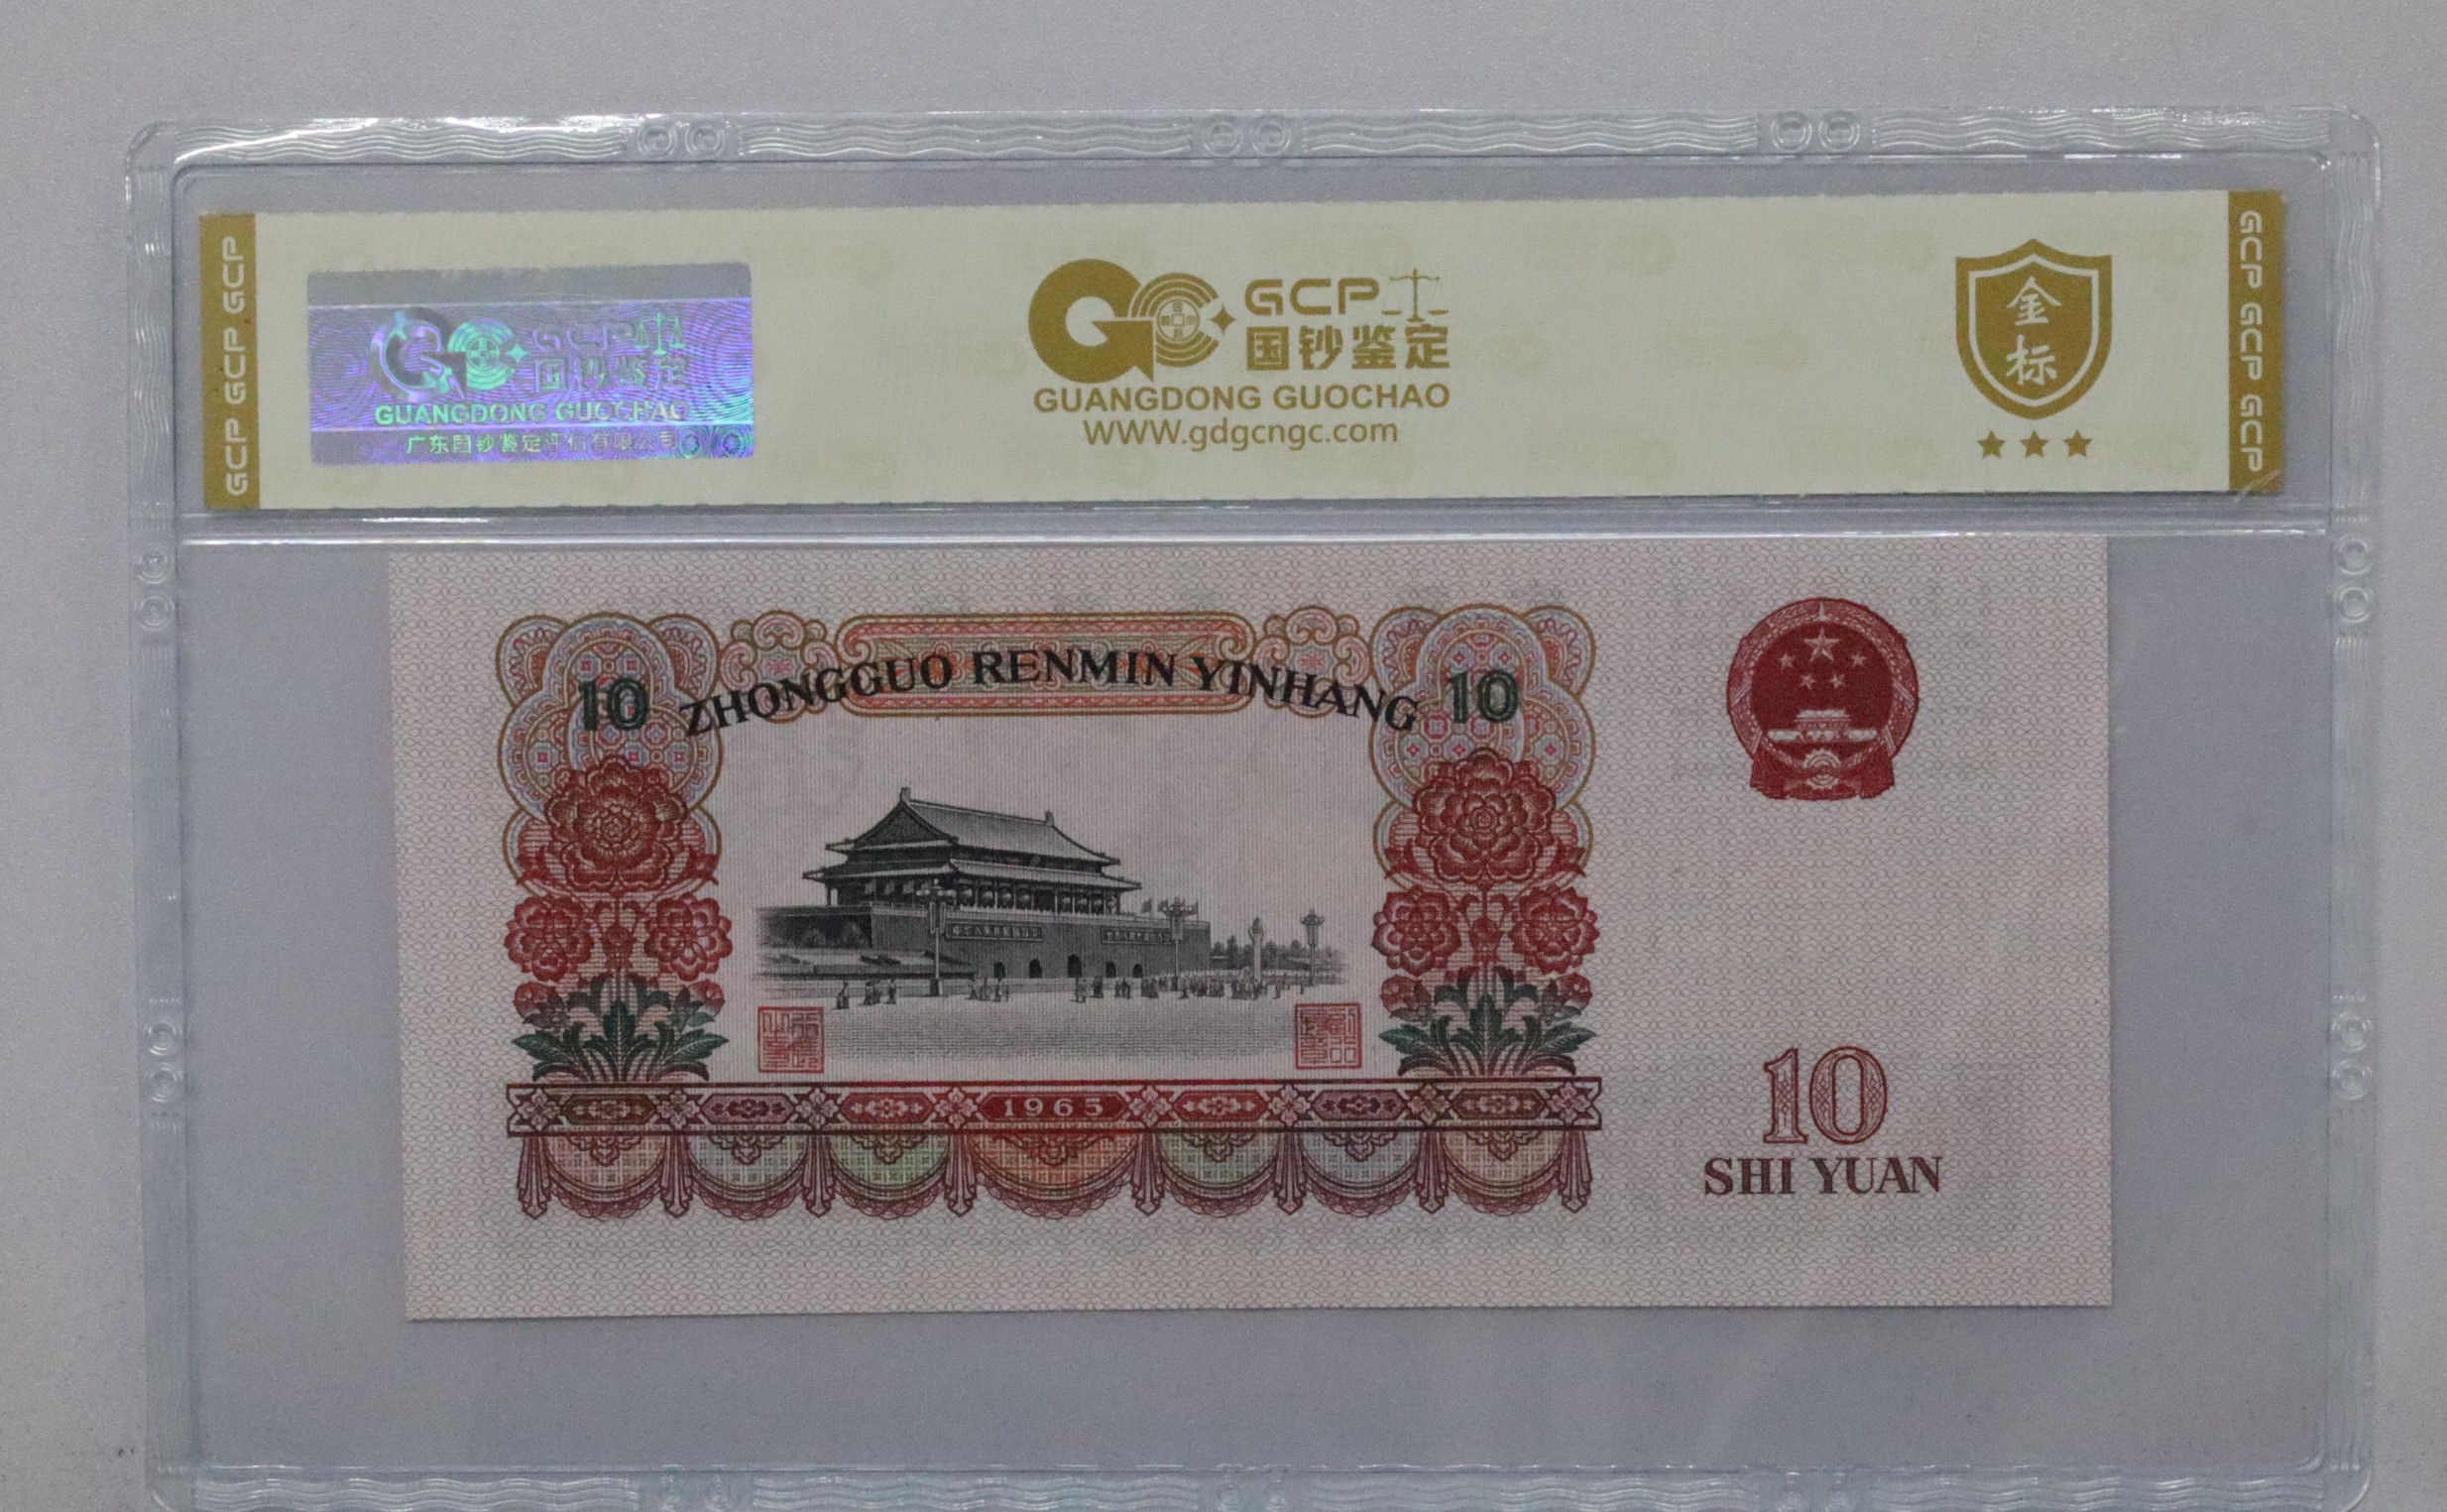 GCP GCP GCP
GCP
国钞鉴定
GUANGDONG GUOCHAO
广东国钞鉴定评估有限公司
GCP
国钞鉴定
GUANGDONG GUOCHAO
WWW.gdgcngc.com
金
标
GCP GCP GCP
10 ZHONGGUO RENMIN YINHANG 10
1965
10
SHI YUAN